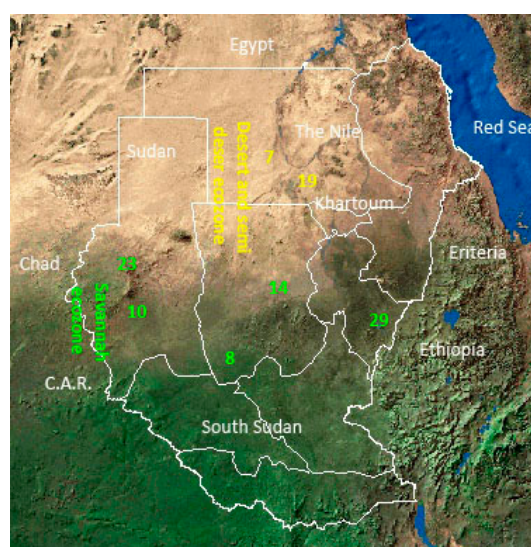 Egypt
The Nile
Red Sea
Sudan
7
Desert and semi
deser ecotone
19
Khartoum
Chad
23
Eriteria
14
Savannah
ecotone
10
29
8
Ethiopia
C.A.R.
South Sudan